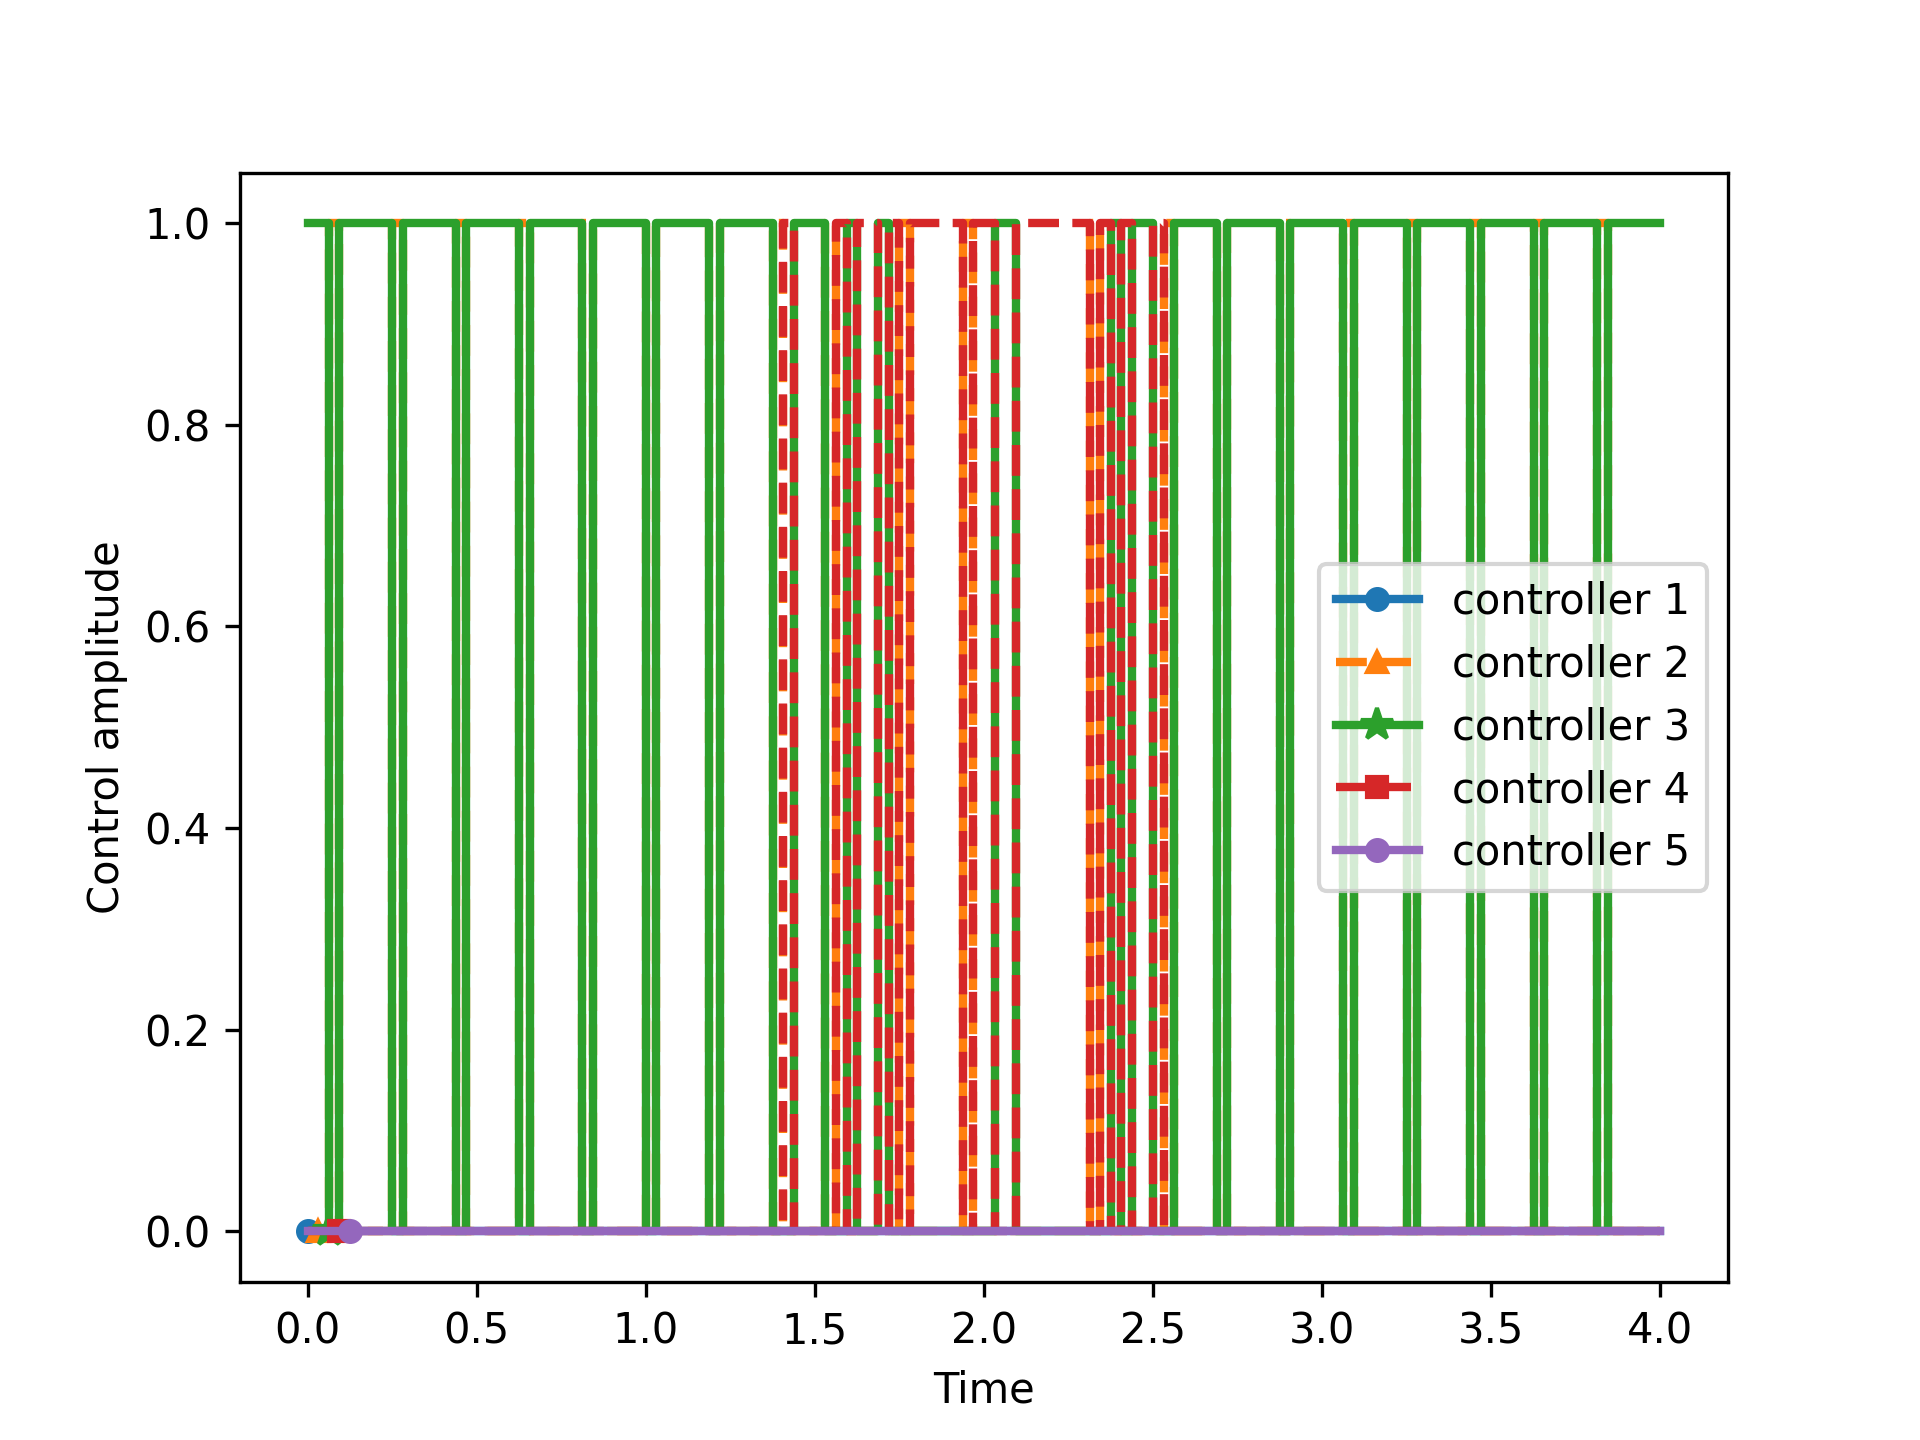 1.0
0.8
0.6
0.4
0.2
0.0
Control amplitude
controller 1
controller 2
controller 3
controller 4
controller 5
0.0 0.5 1.0 1.5 2.0 2.5 3.0 3.5 4.0
Time